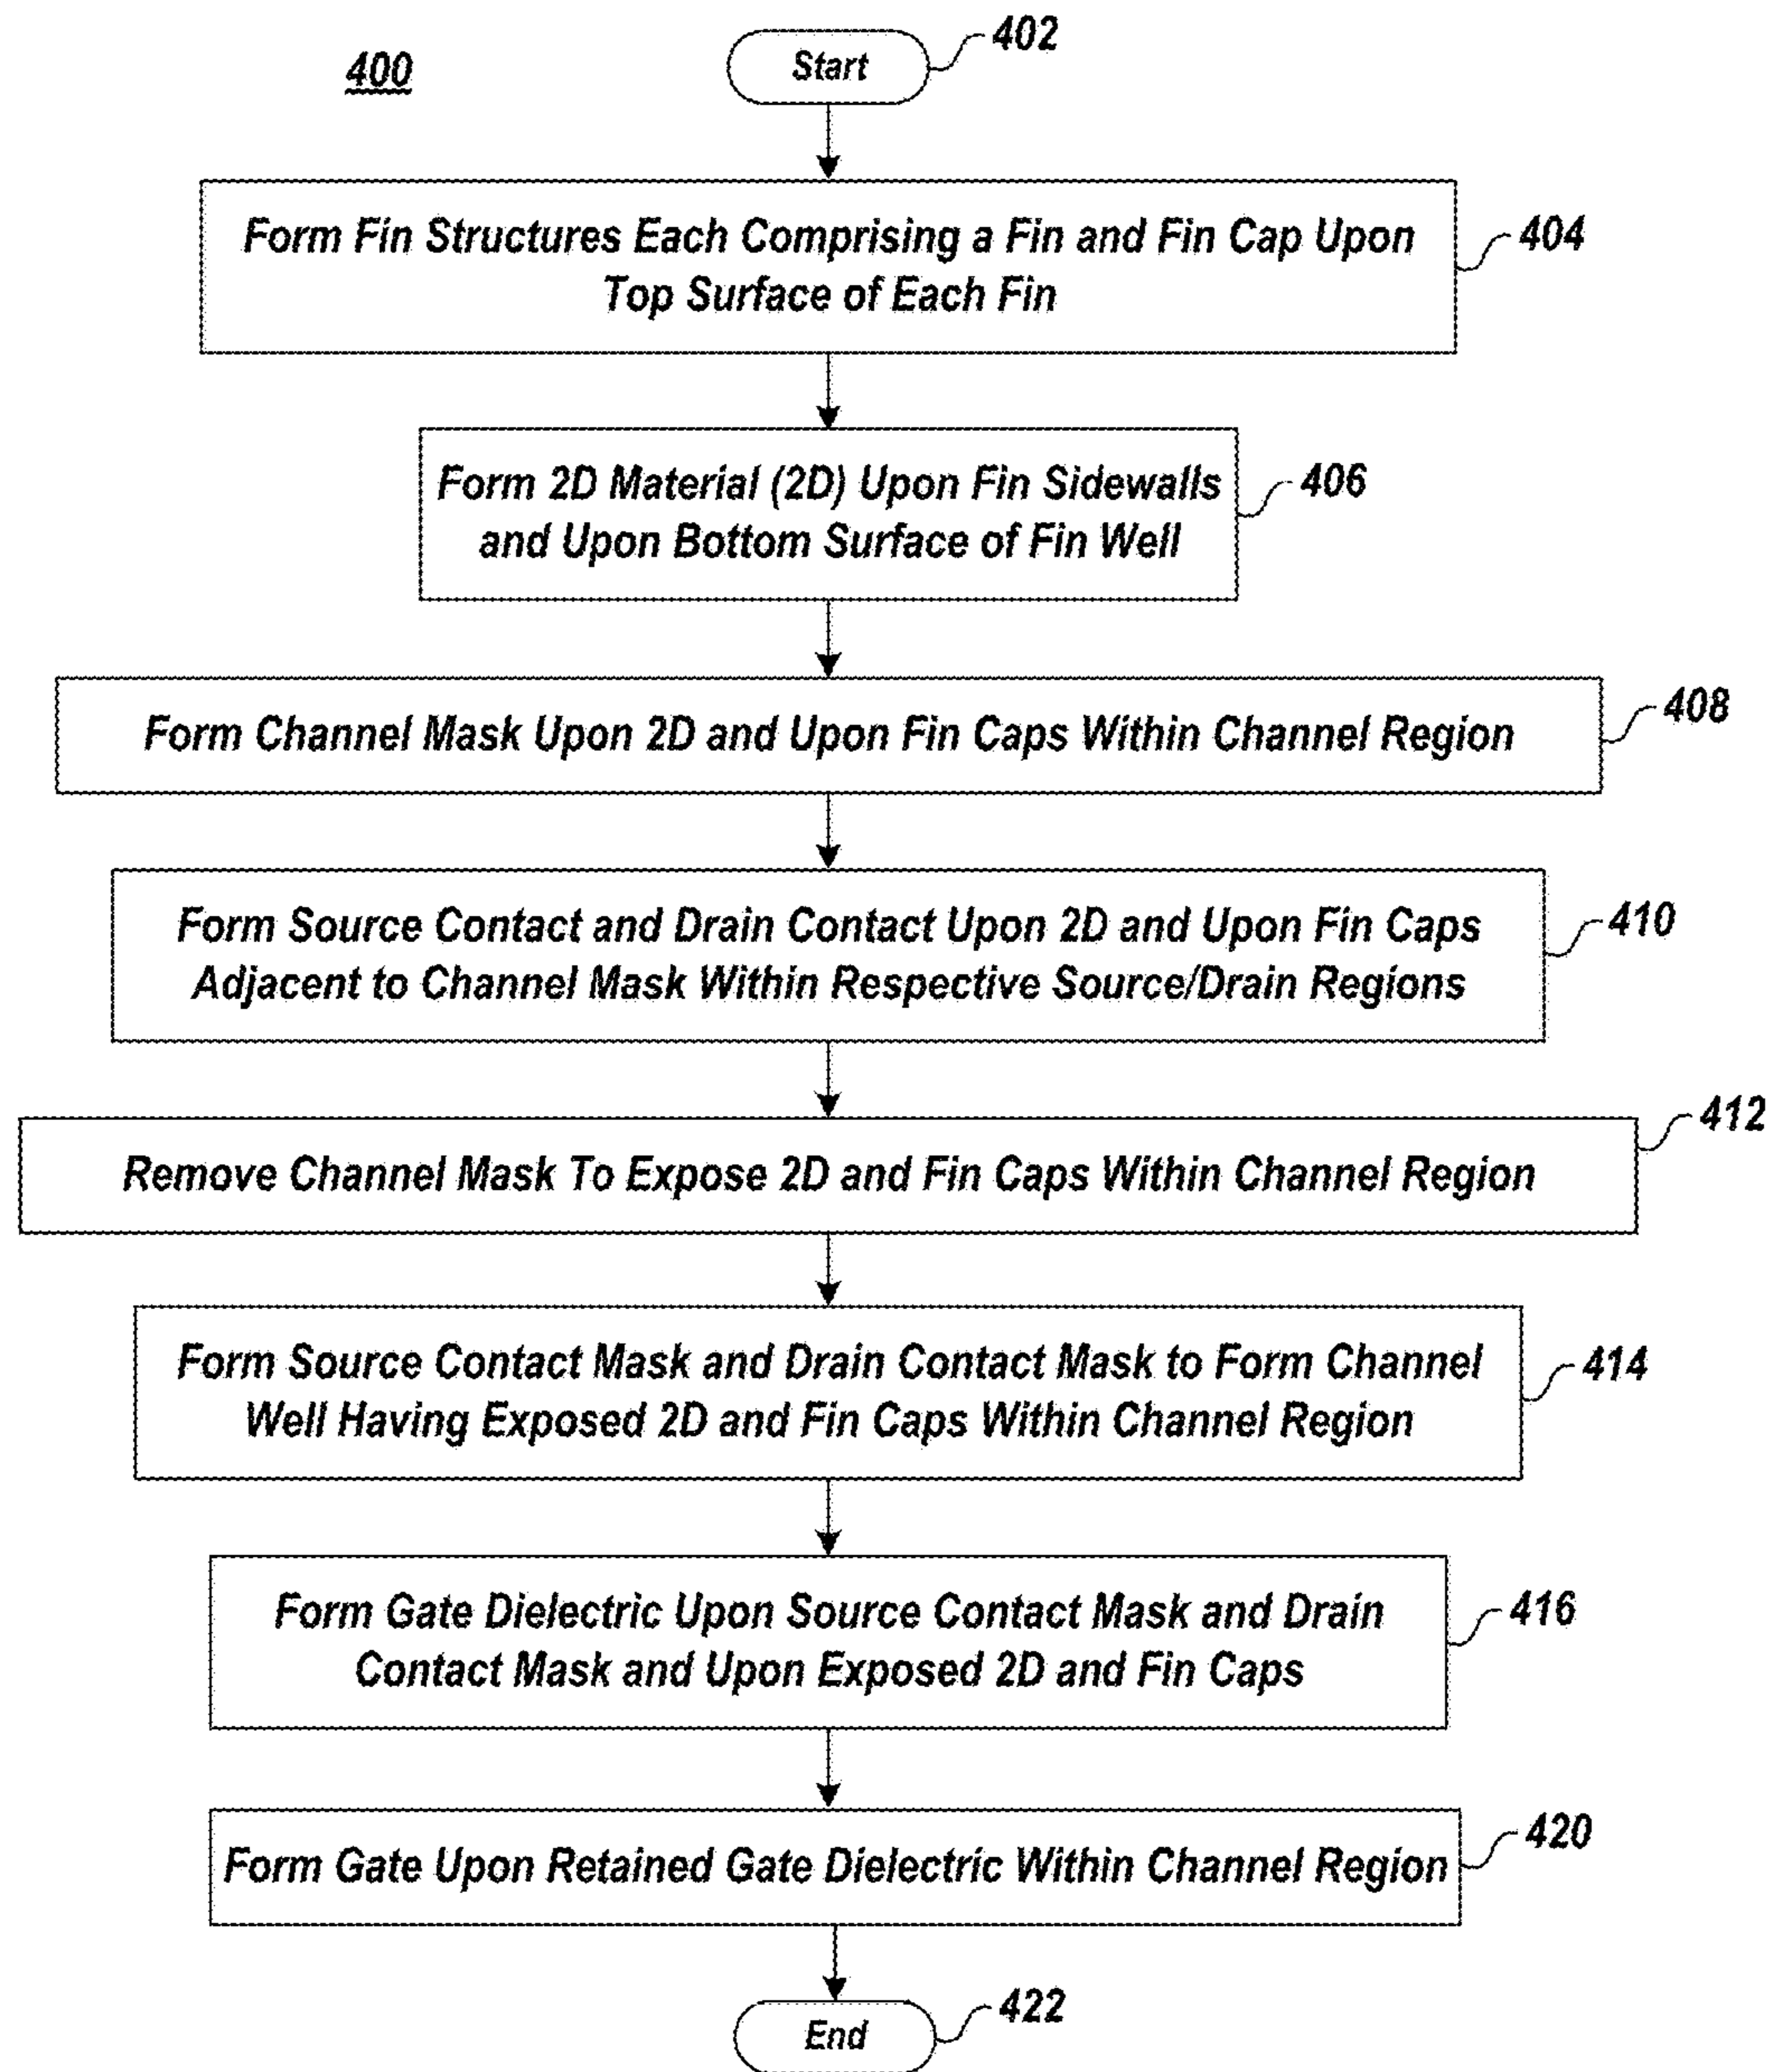 400
Start
402
Form Fin Structures Each Comprising a Fin and Fin Cap Upon
Top Surface of Each Fin
404
Form 2D Material (2D) Upon Fin Sidewalls
and Upon Bottom Surface of Fin Well
406
Form Channel Mask Upon 2D and Upon Fin Caps Within Channel Region
408
Form Source Contact and Drain Contact Upon 2D and Upon Fin Caps
Adjacent to Channel Mask Within Respective Source/Drain Regions
410
Remove Channel Mask To Expose 2D and Fin Caps Within Channel Region
412
Form Source Contact Mask and Drain Contact Mask to Form Channel
Well Having Exposed 2D and Fin Caps Within Channel Region
414
Form Gate Dielectric Upon Source Contact Mask and Drain
Contact Mask and Upon Exposed 2D and Fin Caps
416
Form Gate Upon Retained Gate Dielectric Within Channel Region
420
End
422